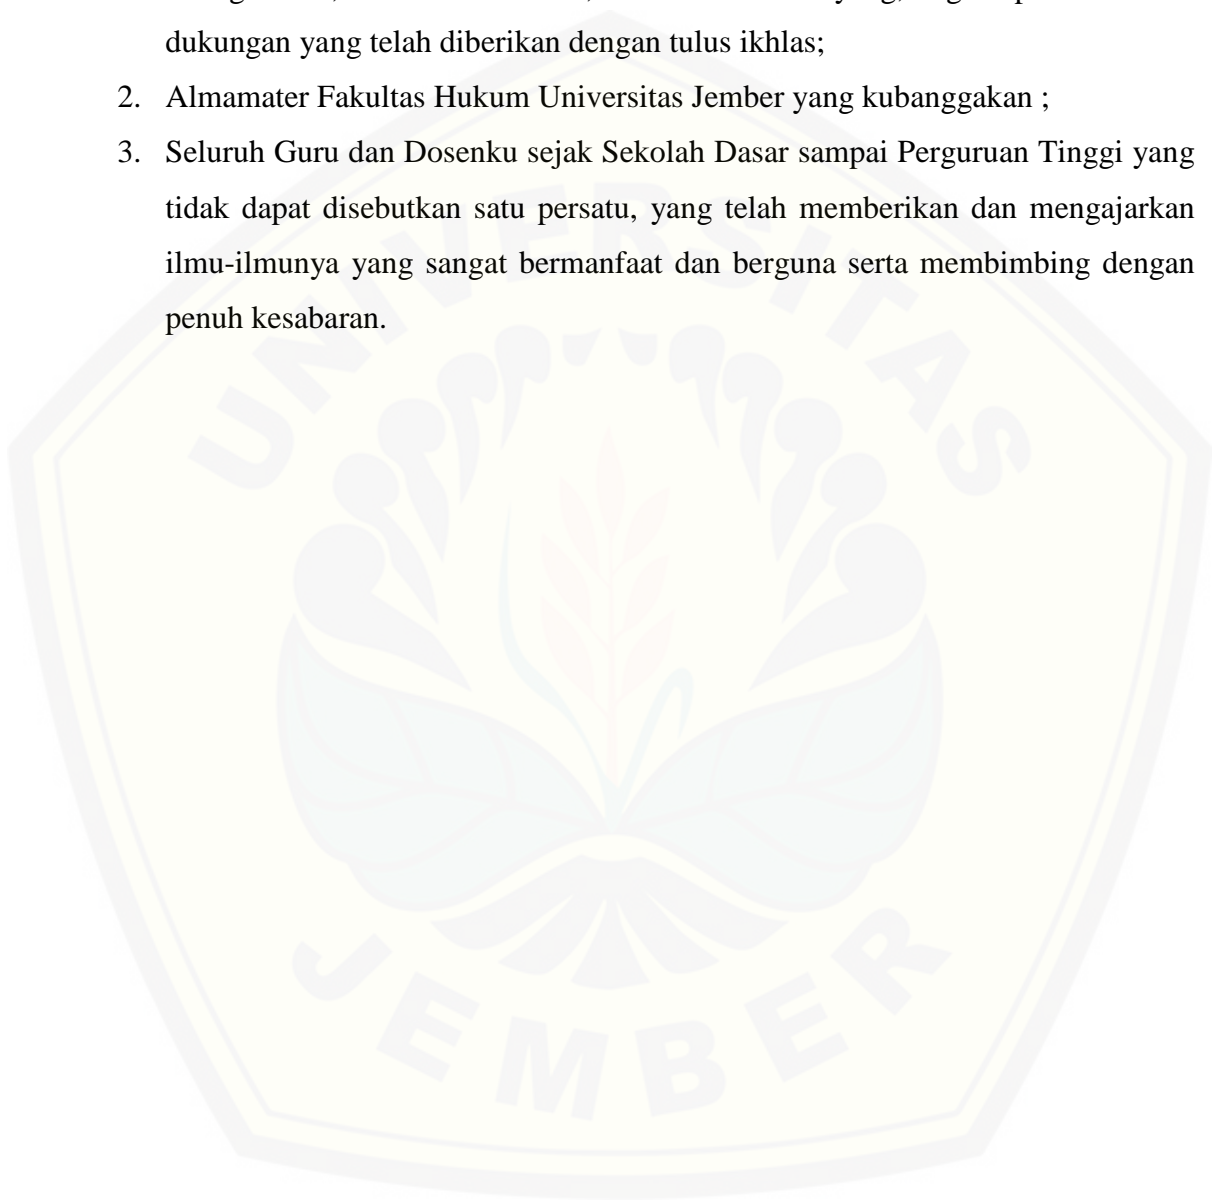 dukungan yang telah diberikan dengan tulus ikhlas;
2. Almamater Fakultas Hukum Universitas Jember yang kubanggakan ;
3. Seluruh Guru dan Dosenku sejak Sekolah Dasar sampai Perguruan Tinggi yang
tidak dapat disebutkan satu persatu, yang telah memberikan dan mengajarkan
ilmu-ilmunya yang sangat bermanfaat dan berguna serta membimbing dengan
penuh kesabaran.
UNIVERSITAS
JEMBER